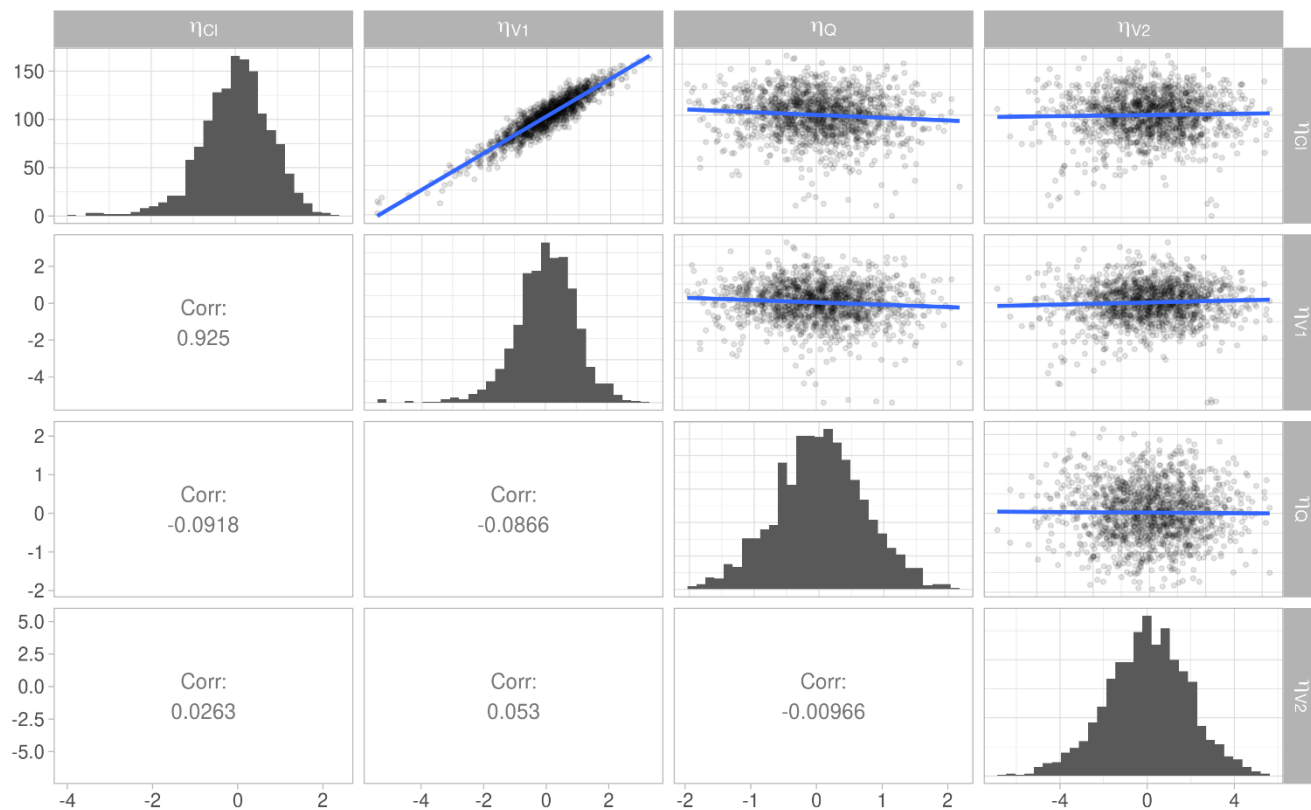 ηCl ηV1 ηQ ηV2
150
100
50
0
ηCl
2
0
-2
-4
Corr:
0.925
ηV1
2
1
0
-1
-2
Corr:
-0.0918
Corr:
-0.0866
ηQ
5.0
2.5
0.0
-2.5
-5.0
Corr:
0.0263
Corr:
0.053
Corr:
-0.00966
ηV2
-4 -2 0 2 -4 -2 0 2 -2 -1 0 1 2 -4 0 4